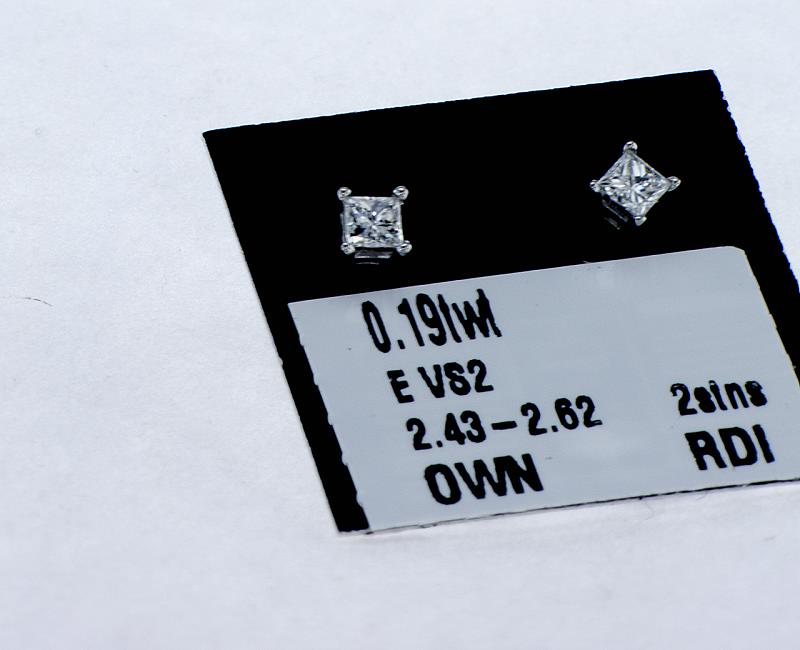 0.19twt
E VS2
2.43-2.62 2stns
OWN RDI